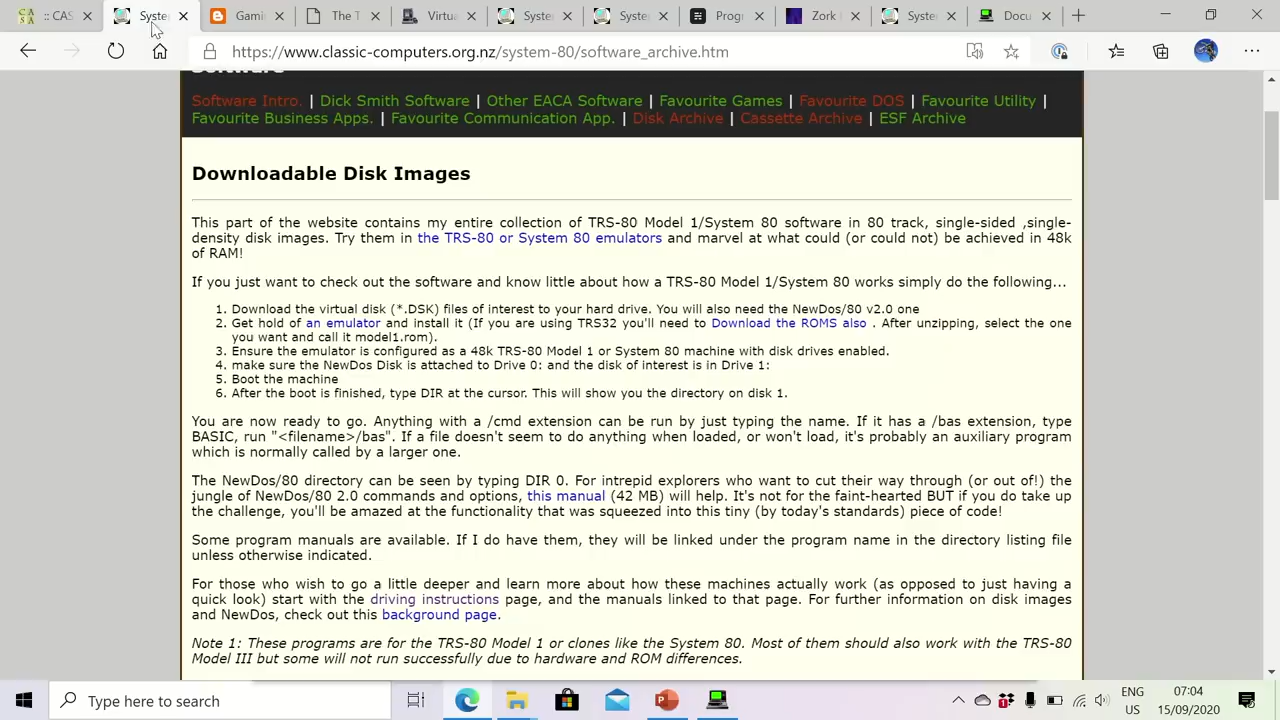 :: CAS
Syste
Gami
The T
Virtua
Syster
Syster
Progr
Zork I
Syster
Docu
https://www.classic-computers.org.nz/system-80/software_archive.htm
Software Intro. | Dick Smith Software | Other EACA Software | Favourite Games | Favourite DOS | Favourite Utility |
Favourite Business Apps. | Favourite Communication App. | Disk Archive | Cassette Archive | ESF Archive
Downloadable Disk Images
This part of the website contains my entire collection of TRS-80 Model 1/System 80 software in 80 track, single-sided ,single-
density disk images. Try them in the TRS-80 or System 80 emulators and marvel at what could (or could not) be achieved in 48k
of RAM!
If you just want to check out the software and know little about how a TRS-80 Model 1/System 80 works simply do the following...
1. Download the virtual disk (*.DSK) files of interest to your hard drive. You will also need the NewDos/80 v2.0 one
2. Get hold of an emulator and install it (If you are using TRS32 you'll need to Download the ROMS also . After unzipping, select the one
you want and call it model1.rom).
3. Ensure the emulator is configured as a 48k TRS-80 Model 1 or System 80 machine with disk drives enabled.
4. make sure the NewDos Disk is attached to Drive 0: and the disk of interest is in Drive 1:
5. Boot the machine
6. After the boot is finished, type DIR at the cursor. This will show you the directory on disk 1.
You are now ready to go. Anything with a /cmd extension can be run by just typing the name. If it has a /bas extension, type
BASIC, run "<filename>/bas". If a file doesn't seem to do anything when loaded, or won't load, it's probably an auxiliary program
which is normally called by a larger one.
The NewDos/80 directory can be seen by typing DIR 0. For intrepid explorers who want to cut their way through (or out of!) the
jungle of NewDos/80 2.0 commands and options, this manual (42 MB) will help. It's not for the faint-hearted BUT if you do take up
the challenge, you'll be amazed at the functionality that was squeezed into this tiny (by today's standards) piece of code!
Some program manuals are available. If I do have them, they will be linked under the program name in the directory listing file
unless otherwise indicated.
For those who wish to go a little deeper and learn more about how these machines actually work (as opposed to just having a
quick look) start with the driving instructions page, and the manuals linked to that page. For further information on disk images
and NewDos, check out this background page.
Note 1: These programs are for the TRS-80 Model 1 or clones like the System 80. Most of them should also work with the TRS-80
Model III but some will not run successfully due to hardware and ROM differences.
Type here to search
ENG
US
07:04
15/09/2020